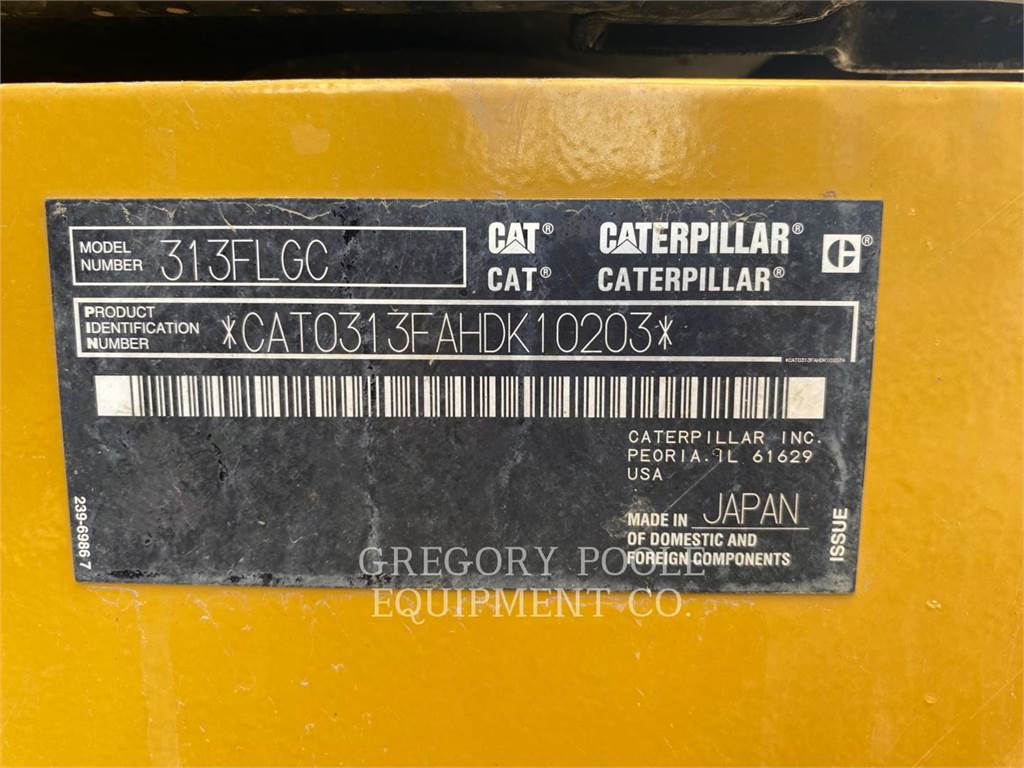 MODEL
NUMBER 313FLGC
CAT® CATERPILLAR®
CAT® CATERPILLAR®
C®
PRODUCT
IDENTIFICATION
NUMBER *CAT0313FAHDK10203*
CATERPILLAR INC.
PEORIA. IL 61629
USA
MADE IN JAPAN
OF DOMESTIC AND
FOREIGN COMPONENTS
ISSUE
239-6986 7
GREGORY POOLE
EQUIPMENT CO.